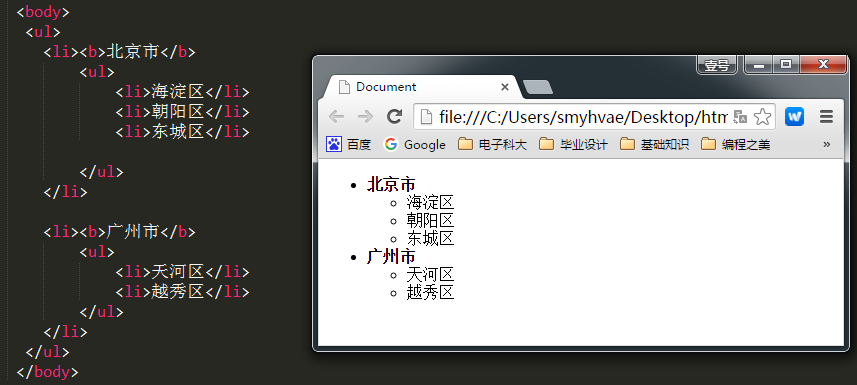 <body>
<ul>
<li><b>北京市</b>
<ul>
<li>海淀区</li>
<li>朝阳区</li>
<li>东城区</li>
</ul>
</li>
<li><b>广州市</b>
<ul>
<li>天河区</li>
<li>越秀区</li>
</ul>
</li>
</ul>
</body>
壹号
Document
file:///C:/Users/smyhvae/Desktop/htm
百度 Google 电子科大 毕业设计 基础知识 编程之美 »
北京市
海淀区
朝阳区
东城区
广州市
天河区
越秀区